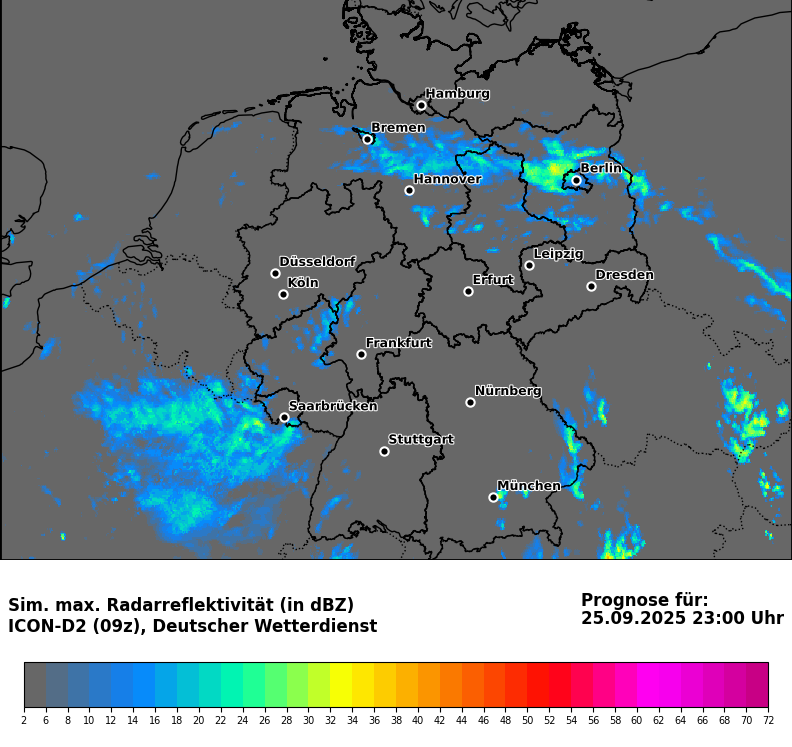 Hamburg
Bremen
Berlin
Hannover
Düsseldorf
Leipzig
Köln
Erfurt
Dresden
Frankfurt
Nürnberg
Saarbrücken
Stuttgart
München
Sim. max. Radarreflektivität (in dBZ)
ICON-D2 (09z), Deutscher Wetterdienst
Prognose für:
25.09.2025 23:00 Uhr
2 6 8 10 12 14 16 18 20 22 24 26 28 30 32 34 36 38 40 42 44 46 48 50 52 54 56 58 60 62 64 66 68 70 72